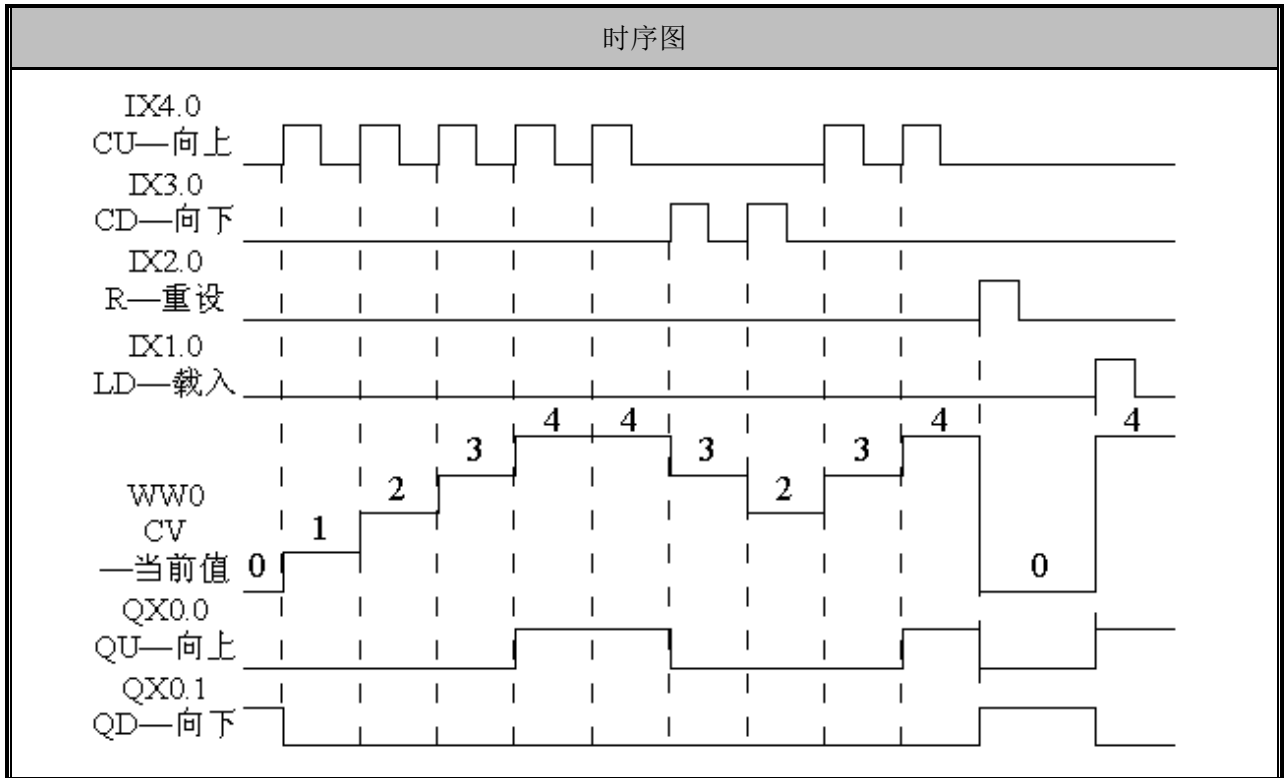 时序图
IX4.0
CU—向上
IX3.0
CD—向下
IX2.0
R—重设
IX1.0
LD—载入
4 4 4 4
3 3 3
2 2
WW0
CV
1
—当前值 0 0
QX0.0
QU—向上
QX0.1
QD—向下